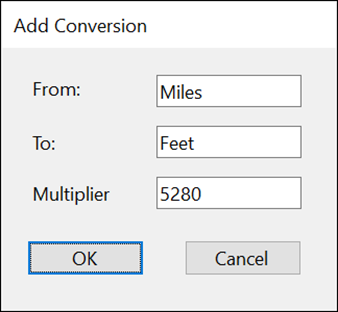 Add Conversion
From: Miles
To: Feet
Multiplier 5280
OK Cancel